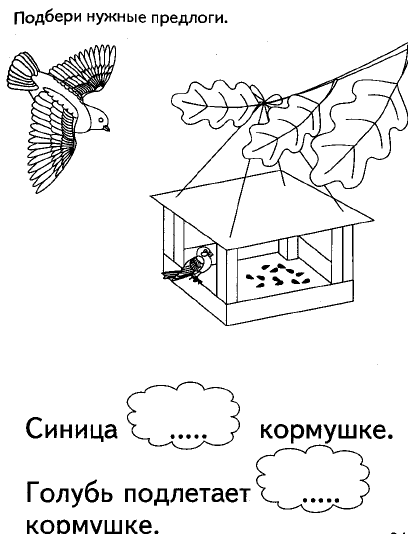 Подбери нужные предлоги.
Синица ..... кормушке.
Голубь подлетает .....
кормушке.